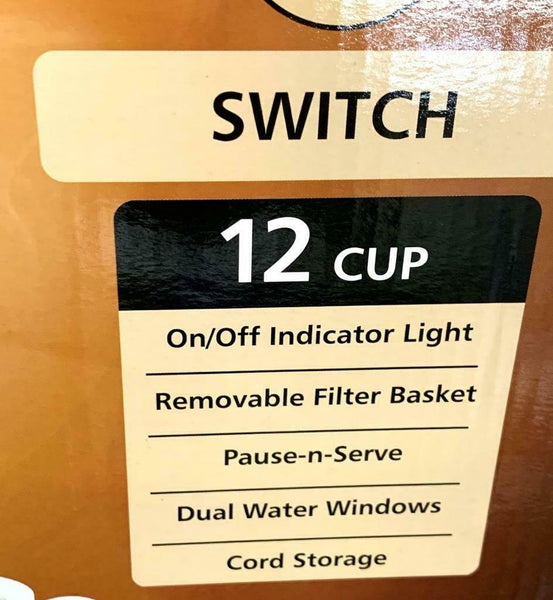 SWITCH
12 CUP
On/Off Indicator Light
Removable Filter Basket
Pause-n-Serve
Dual Water Windows
Cord Storage